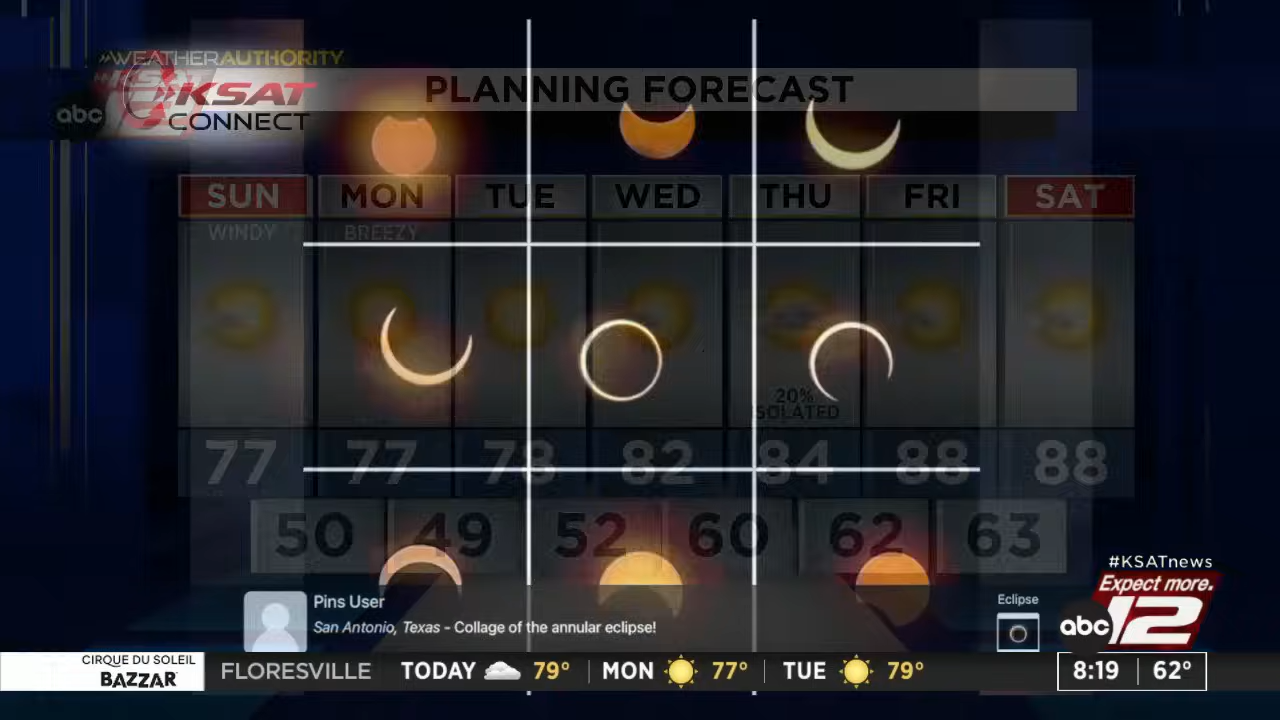 WEATHERAUTHORITY
PLANNING FORECAST
KSAT
CONNECT
abc
SUN MON TUE WED THU FRI SAT
WINDY BREEZY
20%
ISOLATED
77 77 78 82 84 88 88
50 49 52 60 62 63
#KSATnews
Expect more.
abc 12
Pins User
San Antonio, Texas - Collage of the annular eclipse!
Eclipse
CIRQUE DU SOLEIL
BAZZAR
FLORESVILLE TODAY 79° MON 77° TUE 79°
8:19 62°